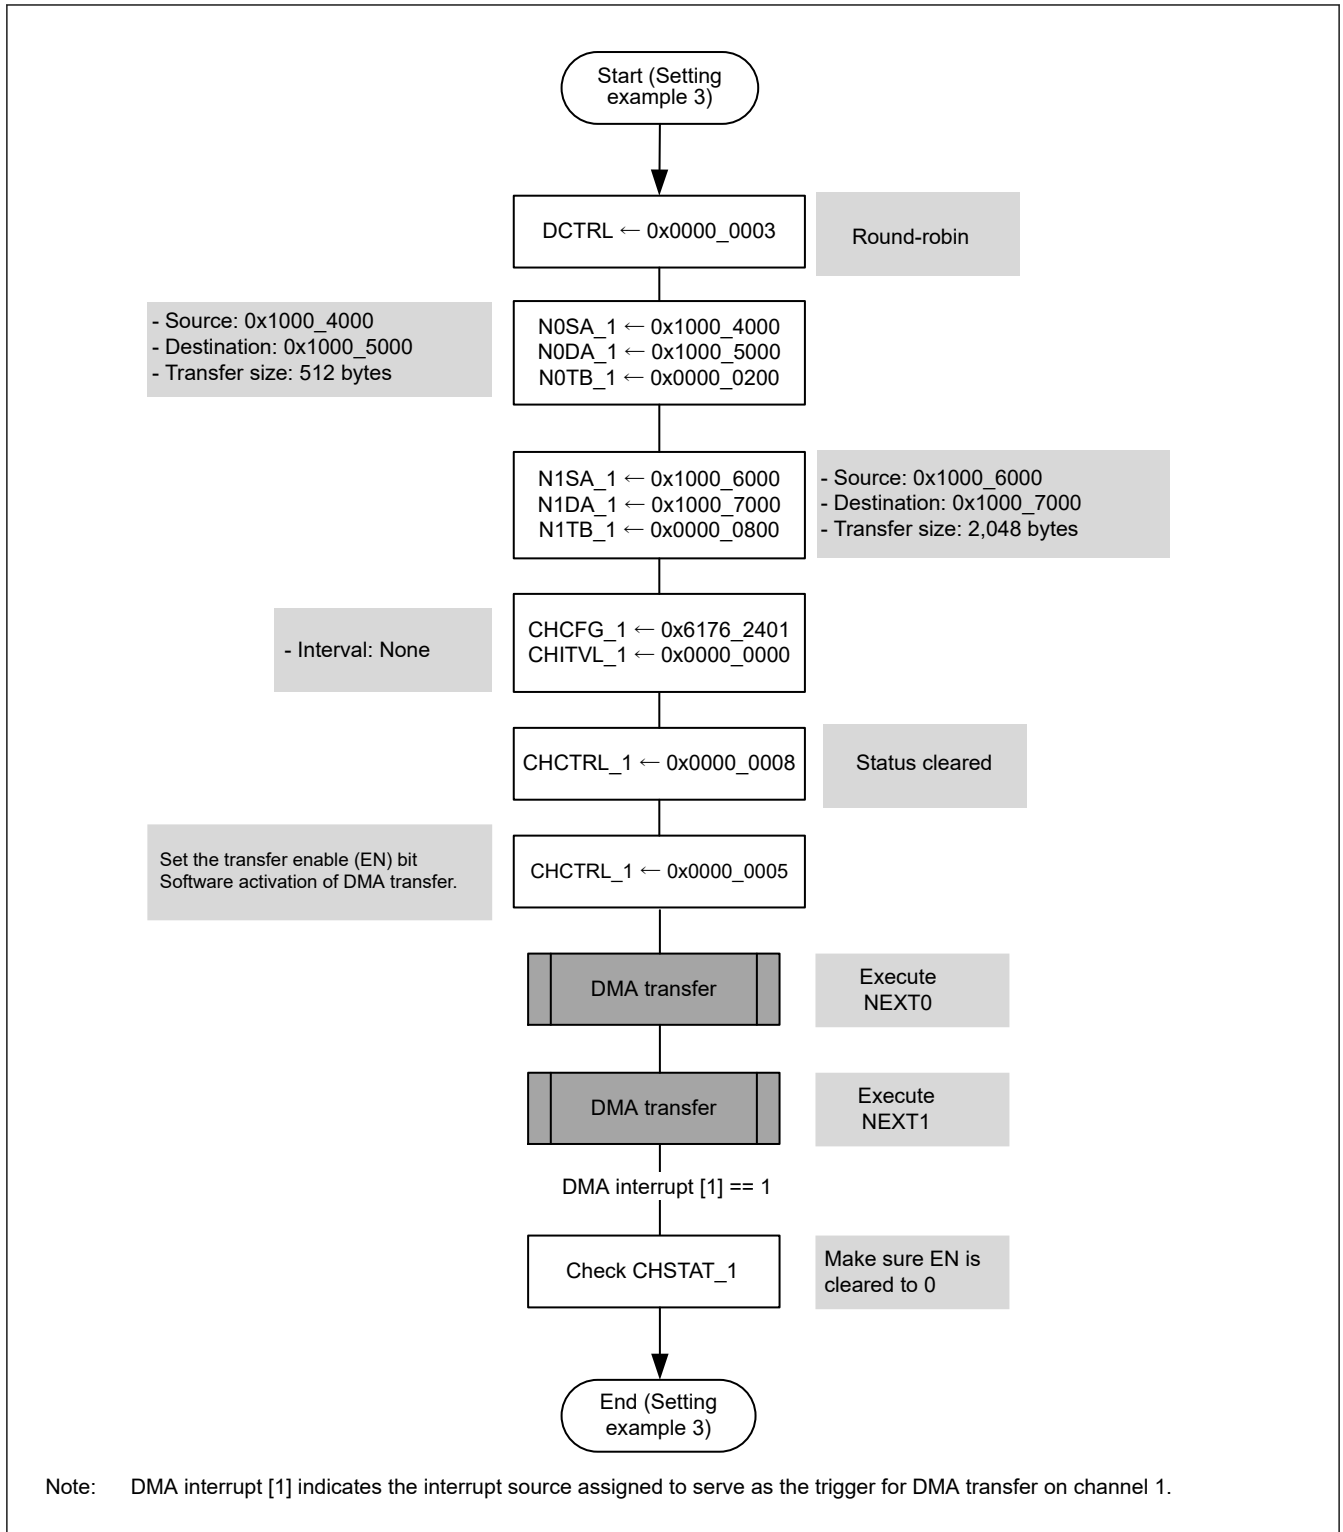 Start (Setting
example 3)
DCTRL ← 0x0000_0003
Round-robin
- Source: 0x1000_4000
- Destination: 0x1000_5000
- Transfer size: 512 bytes
N0SA_1 ← 0x1000_4000
N0DA_1 ← 0x1000_5000
N0TB_1 ← 0x0000_0200
N1SA_1 ← 0x1000_6000
N1DA_1 ← 0x1000_7000
N1TB_1 ← 0x0000_0800
- Source: 0x1000_6000
- Destination: 0x1000_7000
- Transfer size: 2,048 bytes
- Interval: None
CHCFG_1 ← 0x6176_2401
CHITVL_1 ← 0x0000_0000
CHCTRL_1 ← 0x0000_0008
Status cleared
Set the transfer enable (EN) bit
Software activation of DMA transfer.
CHCTRL_1 ← 0x0000_0005
DMA transfer
Execute
NEXT0
DMA transfer
Execute
NEXT1
DMA interrupt [1] == 1
Check CHSTAT_1
Make sure EN is
cleared to 0
End (Setting
example 3)
Note: DMA interrupt [1] indicates the interrupt source assigned to serve as the trigger for DMA transfer on channel 1.